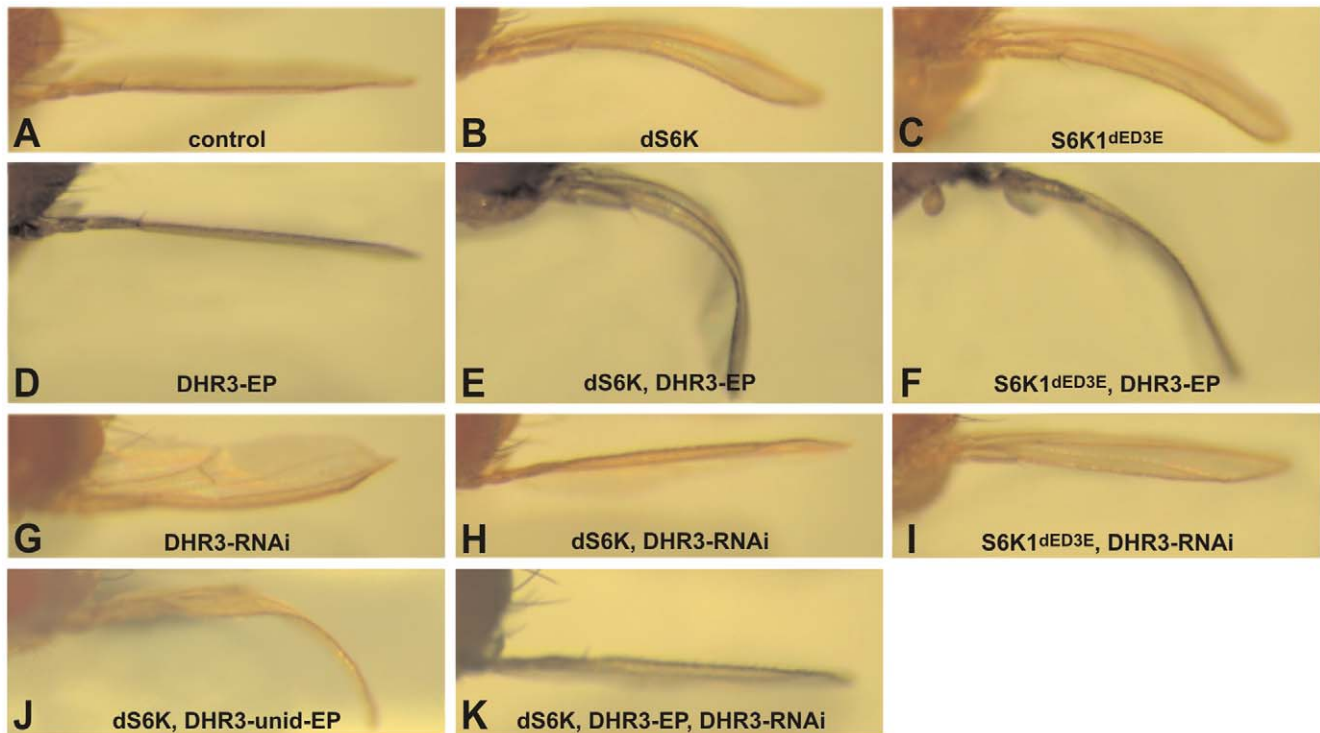 A control
B dS6K
C S6K1dED3E
D DHR3-EP
E dS6K, DHR3-EP
F S6K1dED3E, DHR3-EP
G DHR3-RNAi
H dS6K, DHR3-RNAi
I S6K1dED3E, DHR3-RNAi
J dS6K, DHR3-unid-EP
K dS6K, DHR3-EP, DHR3-RNAi